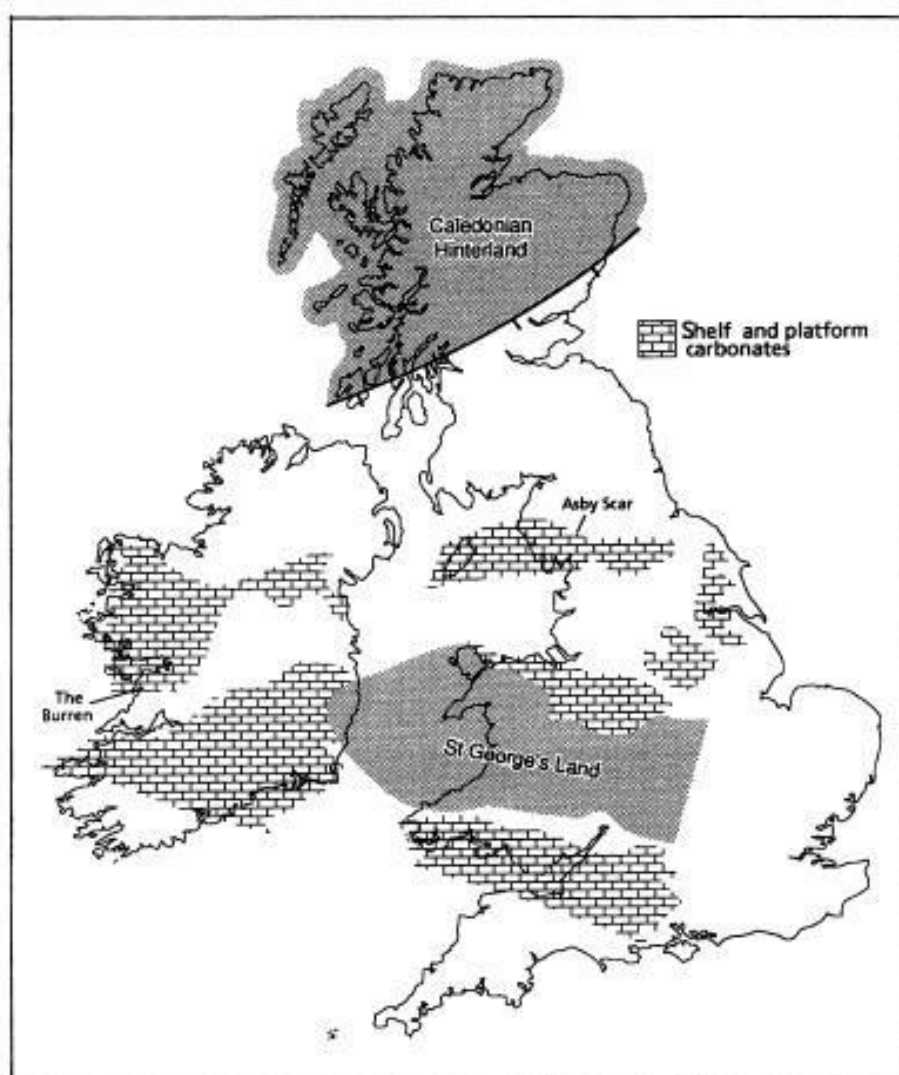 Caledonian
Hinterland
Shelf and platform
carbonates
Asby Scar
The
Burren
St George's Land